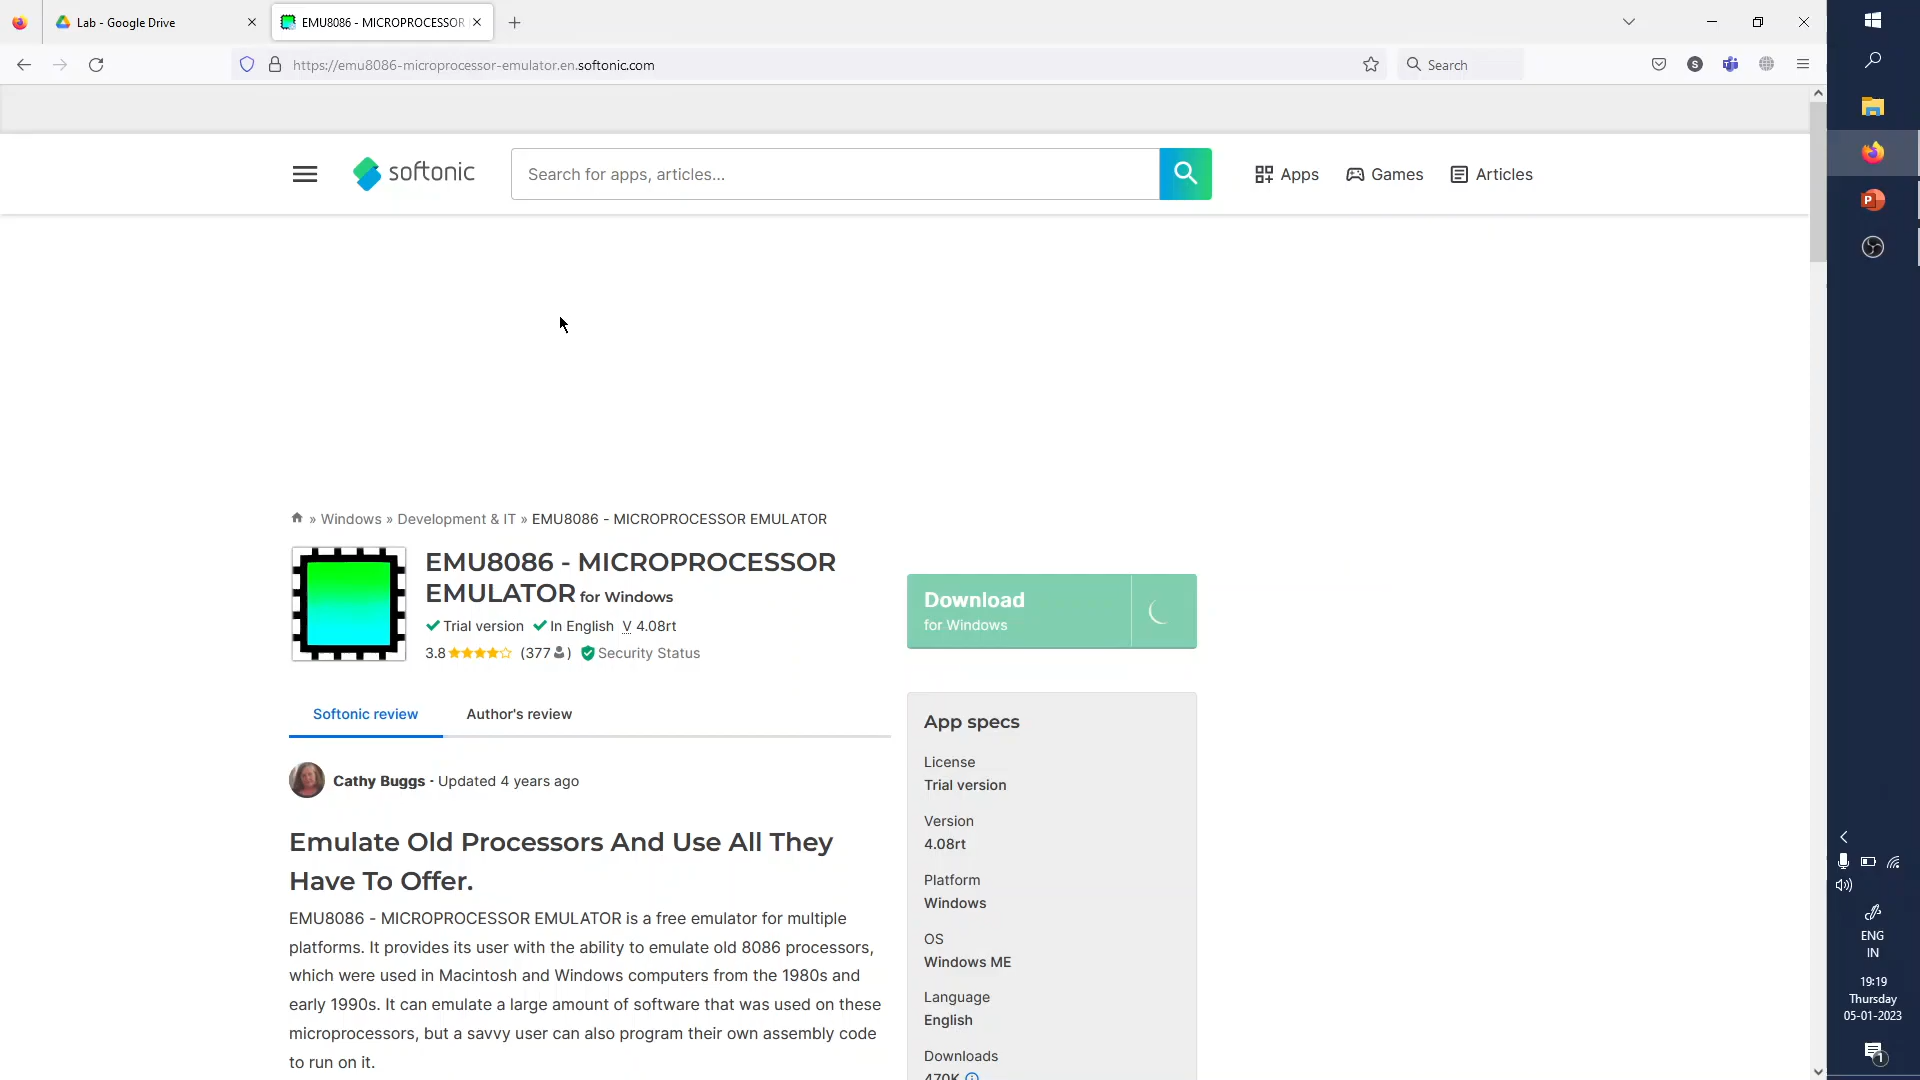 Lab - Google Drive
EMU8086 - MICROPROCESSOR
https://emu8086-microprocessor-emulator.en.softonic.com
Search
S
softonic
Search for apps, articles...
Apps
Games
Articles
» Windows » Development & IT » EMU8086 - MICROPROCESSOR EMULATOR
EMU8086 - MICROPROCESSOR
EMULATOR for Windows
Trial version In English V 4.08rt
3.8 (377) Security Status
Download
for Windows
Softonic review
Author's review
Cathy Buggs · Updated 4 years ago
Emulate Old Processors And Use All They
Have To Offer.
EMU8086 - MICROPROCESSOR EMULATOR is a free emulator for multiple
platforms. It provides its user with the ability to emulate old 8086 processors,
which were used in Macintosh and Windows computers from the 1980s and
early 1990s. It can emulate a large amount of software that was used on these
microprocessors, but a savvy user can also program their own assembly code
to run on it.
App specs
License
Trial version
Version
4.08rt
Platform
Windows
OS
Windows ME
Language
English
Downloads
470K
P
ENG
IN
19:19
Thursday
05-01-2023
1